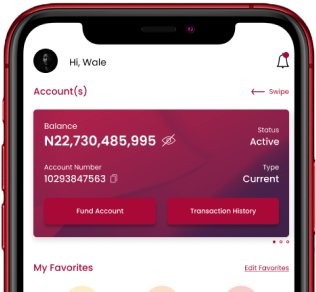 Hi, Wale
Account(s)
Swipe
Balance
N22,730,485,995
Status
Active
Account Number
10293847563
Type
Current
Fund Account
Transaction History
My Favorites
Edit Favorites